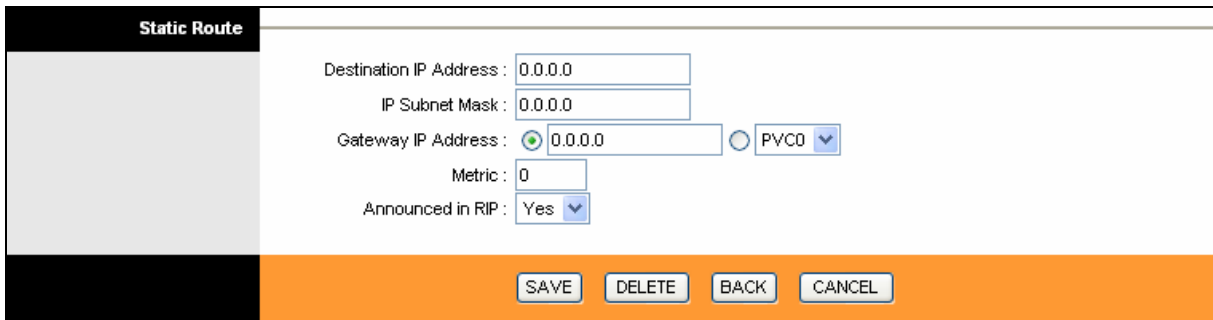 Static Route
Destination IP Address : 0.0.0.0
IP Subnet Mask : 0.0.0.0
Gateway IP Address : 0.0.0.0 PVC0
Metric : 0
Announced in RIP : Yes
SAVE DELETE BACK CANCEL